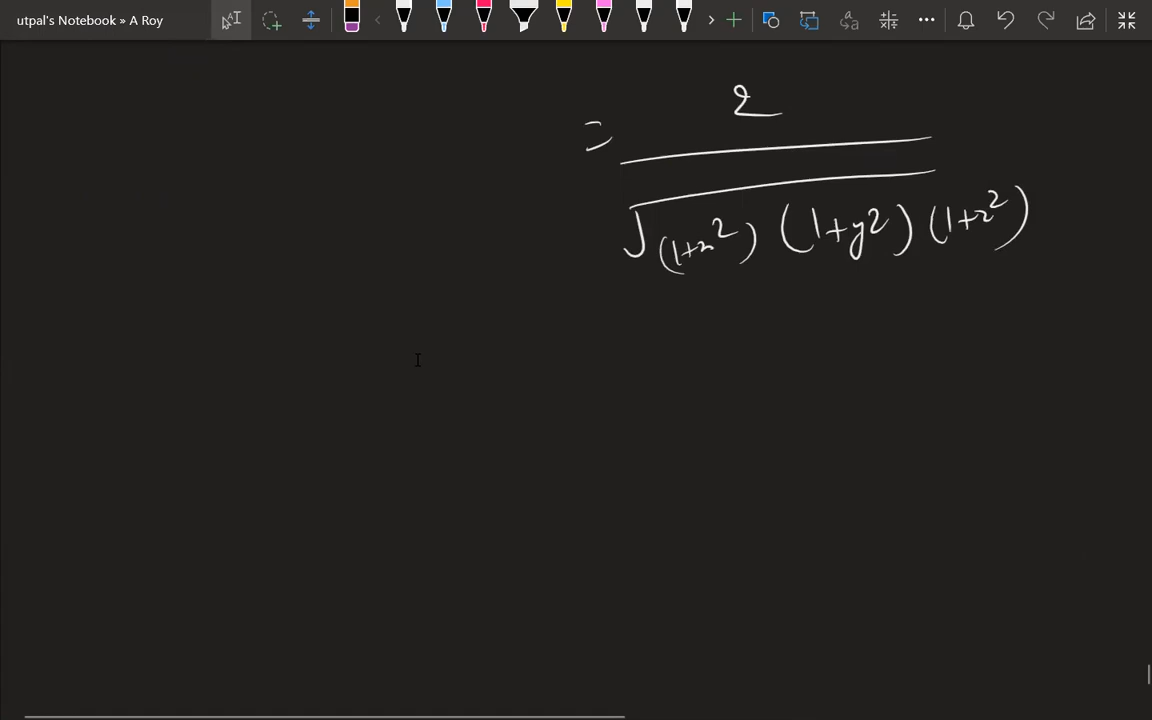 utpal's Notebook » A Roy
= 2
√(1+x²) (1+y²) (1+z²)